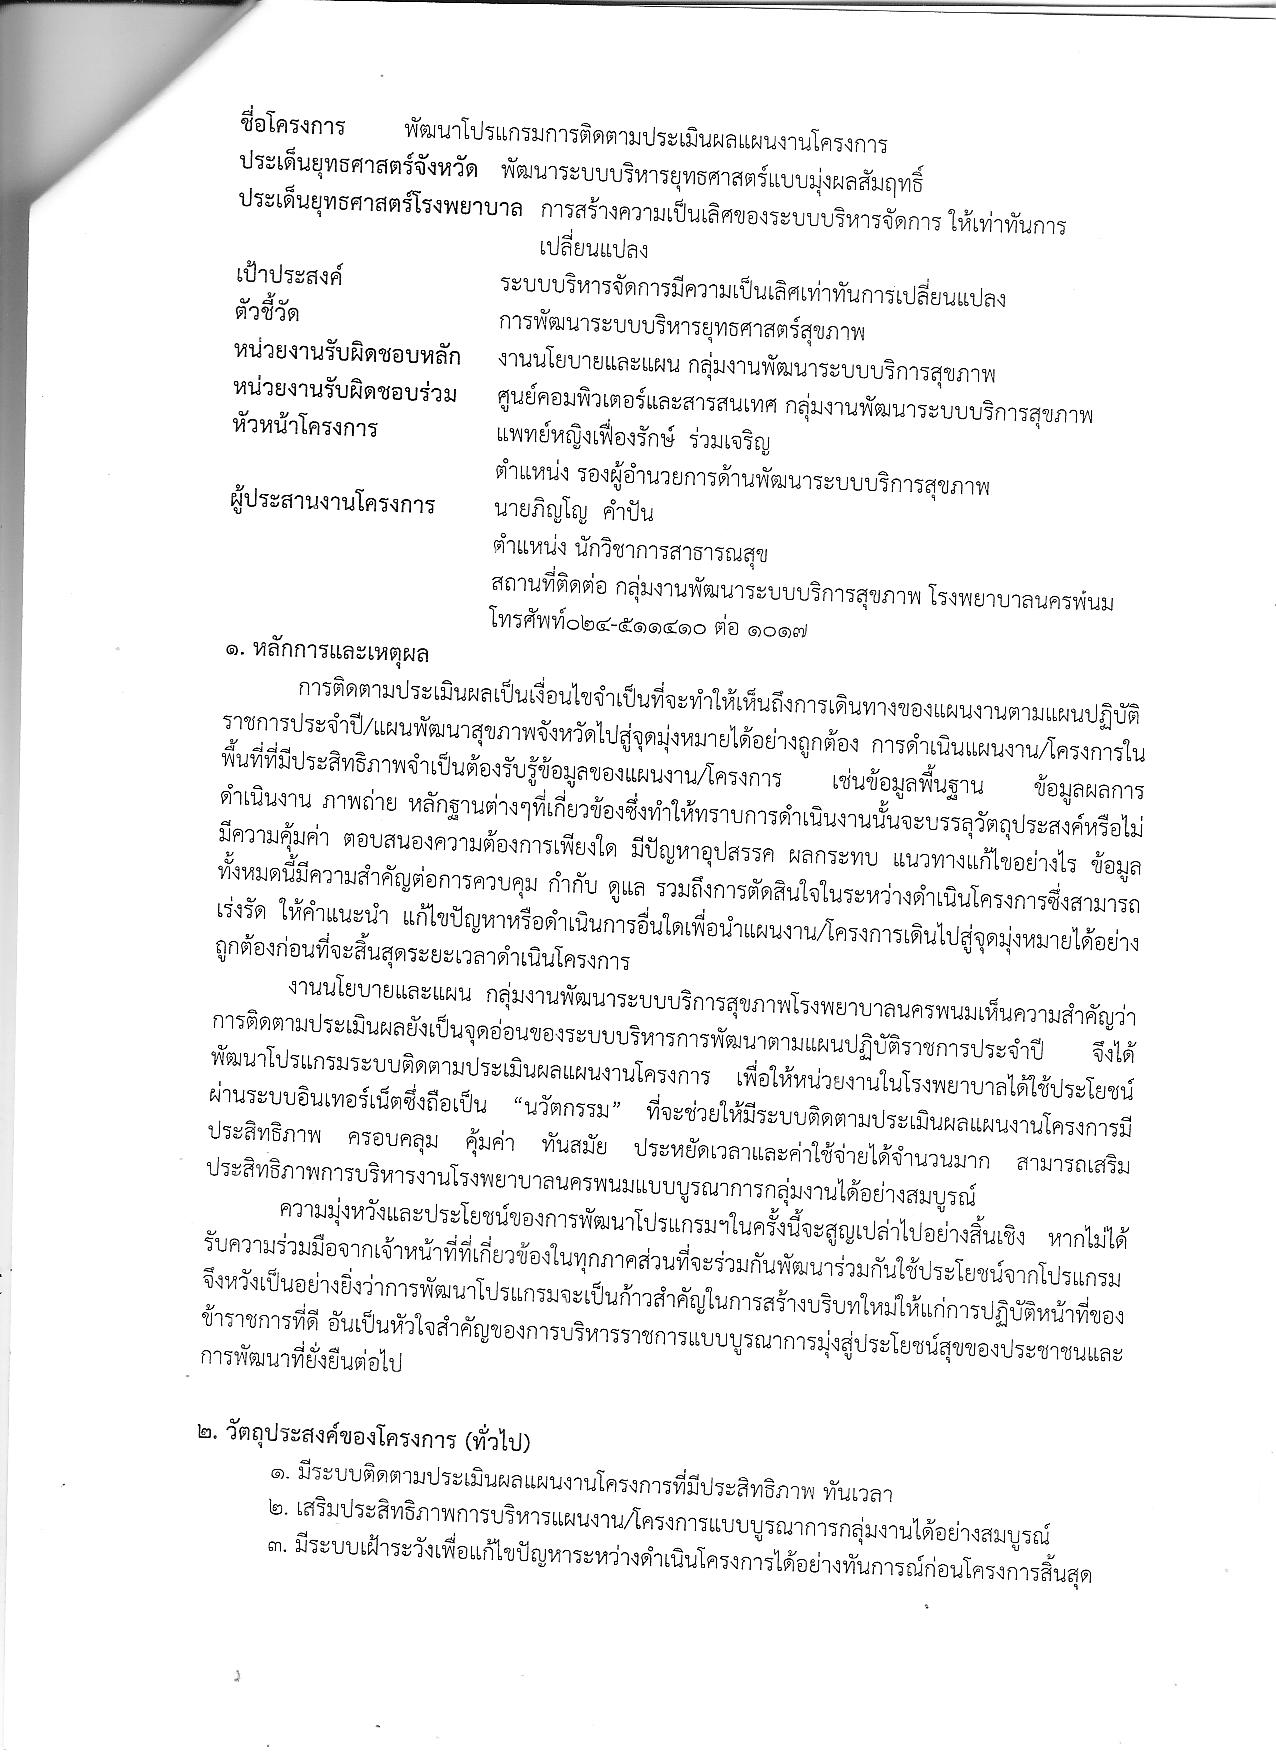 ชื่อโครงการ พัฒนาโปรแกรมการติดตามประเมินผลแผนงานโครงการ
ประเด็นยุทธศาสตร์จังหวัด พัฒนาระบบบริหารยุทธศาสตร์แบบมุ่งผลสัมฤทธิ์
ประเด็นยุทธศาสตร์โรงพยาบาล การสร้างความเป็นเลิศของระบบบริหารจัดการ ให้เท่าทันการ
เปลี่ยนแปลง
เป้าประสงค์ ระบบบริหารจัดการมีความเป็นเลิศเท่าทันการเปลี่ยนแปลง
ตัวชี้วัด การพัฒนาระบบบริหารยุทธศาสตร์สุขภาพ
หน่วยงานรับผิดชอบหลัก งานนโยบายและแผน กลุ่มงานพัฒนาระบบบริการสุขภาพ
หน่วยงานรับผิดชอบร่วม ศูนย์คอมพิวเตอร์และสารสนเทศ กลุ่มงานพัฒนาระบบบริการสุขภาพ
หัวหน้าโครงการ แพทย์หญิงเฟื่องรักษ์ ร่วมเจริญ
ตำแหน่ง รองผู้อำนวยการด้านพัฒนาระบบบริการสุขภาพ
ผู้ประสานงานโครงการ นายภิญโญ คำปัน
ตำแหน่ง นักวิชาการสาธารณสุข
สถานที่ติดต่อ กลุ่มงานพัฒนาระบบบริการสุขภาพ โรงพยาบาลนครพนม
โทรศัพท์๐๒๔-๕๑๑๔๑๐ ต่อ ๑๐๑๗
๑. หลักการและเหตุผล
การติดตามประเมินผลเป็นเงื่อนไขจำเป็นที่จะทำให้เห็นถึงการเดินทางของแผนงานตามแผนปฏิบัติ
ราชการประจำปี/แผนพัฒนาสุขภาพจังหวัดไปสู่จุดมุ่งหมายได้อย่างถูกต้อง การดำเนินแผนงาน/โครงการใน
พื้นที่ที่มีประสิทธิภาพจำเป็นต้องรับรู้ข้อมูลของแผนงาน/โครงการ เช่นข้อมูลพื้นฐาน ข้อมูลผลการ
ดำเนินงาน ภาพถ่าย หลักฐานต่างๆที่เกี่ยวข้องซึ่งทำให้ทราบการดำเนินงานนั้นจะบรรลุวัตถุประสงค์หรือไม่
มีความคุ้มค่า ตอบสนองความต้องการเพียงใด มีปัญหาอุปสรรค ผลกระทบ แนวทางแก้ไขอย่างไร ข้อมูล
ทั้งหมดนี้มีความสำคัญต่อการควบคุม กำกับ ดูแล รวมถึงการตัดสินใจในระหว่างดำเนินโครงการซึ่งสามารถ
เร่งรัด ให้คำแนะนำ แก้ไขปัญหาหรือดำเนินการอื่นใดเพื่อนำแผนงาน/โครงการเดินไปสู่จุดมุ่งหมายได้อย่าง
ถูกต้องก่อนที่จะสิ้นสุดระยะเวลาดำเนินโครงการ
งานนโยบายและแผน กลุ่มงานพัฒนาระบบบริการสุขภาพโรงพยาบาลนครพนมเห็นความสำคัญว่า
การติดตามประเมินผลยังเป็นจุดอ่อนของระบบบริหารการพัฒนาตามแผนปฏิบัติราชการประจำปี จึงได้
พัฒนาโปรแกรมระบบติดตามประเมินผลแผนงานโครงการ เพื่อให้หน่วยงานในโรงพยาบาลได้ใช้ประโยชน์
ผ่านระบบอินเทอร์เน็ตซึ่งถือเป็น “นวัตกรรม” ที่จะช่วยให้มีระบบติดตามประเมินผลแผนงานโครงการมี
ประสิทธิภาพ ครอบคลุม คุ้มค่า ทันสมัย ประหยัดเวลาและค่าใช้จ่ายได้จำนวนมาก สามารถเสริม
ประสิทธิภาพการบริหารงานโรงพยาบาลนครพนมแบบบูรณาการกลุ่มงานได้อย่างสมบูรณ์
ความมุ่งหวังและประโยชน์ของการพัฒนาโปรแกรมฯในครั้งนี้จะสูญเปล่าไปอย่างสิ้นเชิง หากไม่ได้
รับความร่วมมือจากเจ้าหน้าที่ที่เกี่ยวข้องในทุกภาคส่วนที่จะร่วมกันพัฒนาร่วมกันใช้ประโยชน์จากโปรแกรม
จึงหวังเป็นอย่างยิ่งว่าการพัฒนาโปรแกรมจะเป็นก้าวสำคัญในการสร้างบริบทใหม่ให้แก่การปฏิบัติหน้าที่ของ
ข้าราชการที่ดี อันเป็นหัวใจสำคัญของการบริหารราชการแบบบูรณาการมุ่งสู่ประโยชน์สุขของประชาชนและ
การพัฒนาที่ยั่งยืนต่อไป
๒. วัตถุประสงค์ของโครงการ (ทั่วไป)
๑. มีระบบติดตามประเมินผลแผนงานโครงการที่มีประสิทธิภาพ ทันเวลา
๒. เสริมประสิทธิภาพการบริหารแผนงาน/โครงการแบบบูรณาการกลุ่มงานได้อย่างสมบูรณ์
๓. มีระบบเฝ้าระวังเพื่อแก้ไขปัญหาระหว่างดำเนินโครงการได้อย่างทันการณ์ก่อนโครงการสิ้นสุด